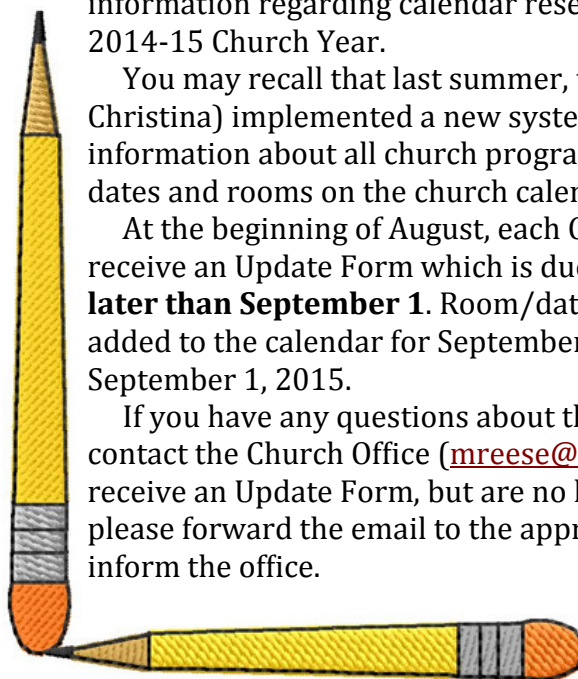 information regarding calendar rese
2014-15 Church Year.
You may recall that last summer, t
Christina) implemented a new syste
information about all church progra
dates and rooms on the church calen
At the beginning of August, each C
receive an Update Form which is due
later than September 1. Room/dat
added to the calendar for September
September 1, 2015.
If you have any questions about th
contact the Church Office (mreese@
receive an Update Form, but are no l
please forward the email to the appr
inform the office.